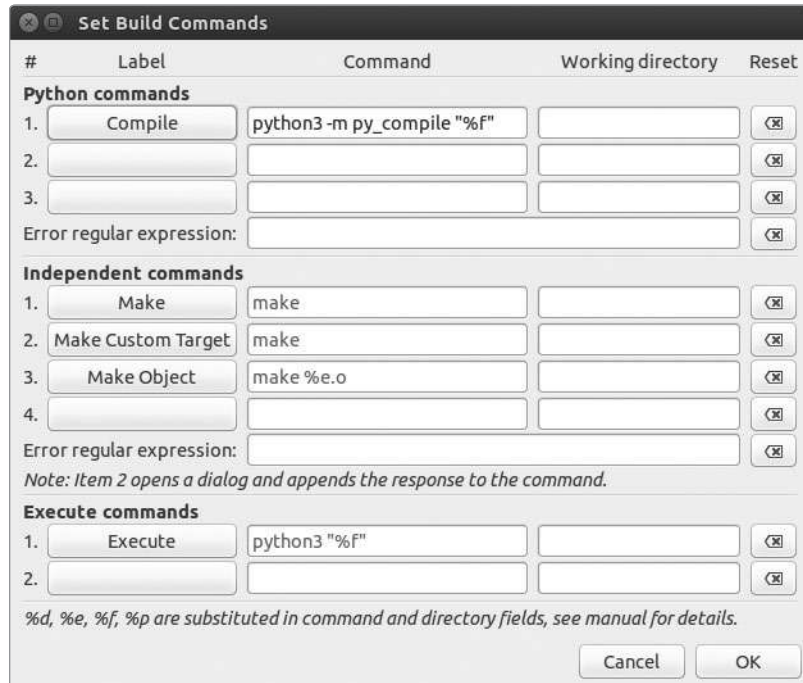 Set Build Commands
# Label Command Working directory Reset
Python commands
1. Compile python3 -m py_compile "%f"
2.
3.
Error regular expression:
Independent commands
1. Make make
2. Make Custom Target make
3. Make Object make %e.o
4.
Error regular expression:
Note: Item 2 opens a dialog and appends the response to the command.
Execute commands
1. Execute python3 "%f"
2.
%d, %e, %f, %p are substituted in command and directory fields, see manual for details.
Cancel OK